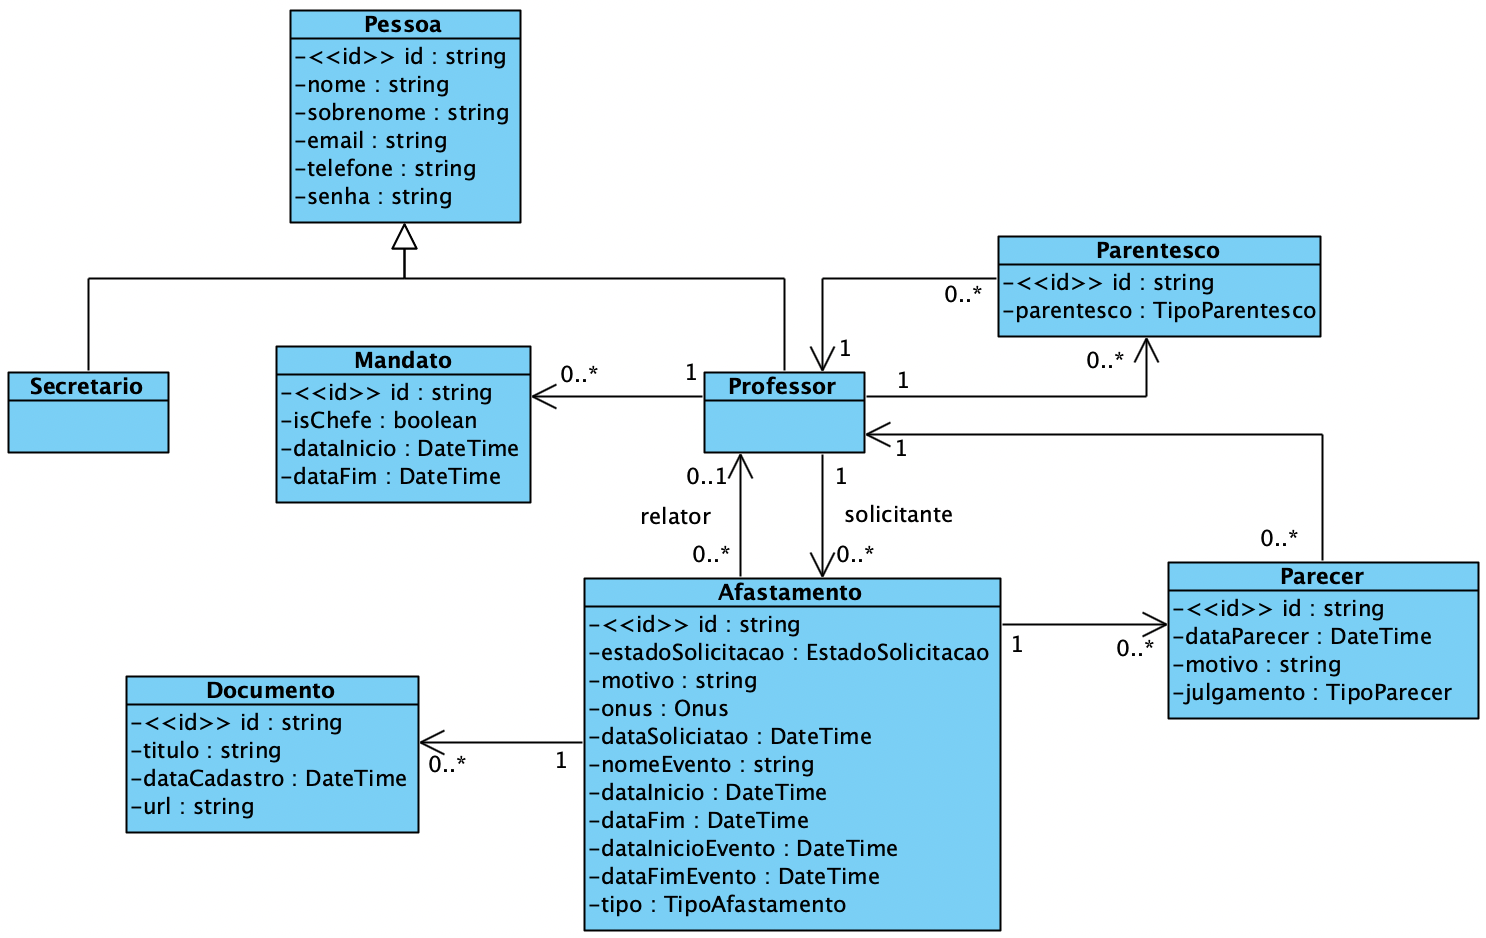 Pessoa
-<<id>> id : string
-nome : string
-sobrenome : string
-email : string
-telefone : string
-senha : string
Parentesco
-<<id>> id : string
-parentesco : TipoParentesco
0..*
1
0..*
1
Secretario
Mandato
-<<id>> id : string
-isChefe : boolean
-dataInicio : DateTime
-dataFim : DateTime
0..*
1
Professor
1
0..1
1
relator
solicitante
0..*
0..*
0..*
Afastamento
-<<id>> id : string
-estadoSolicitacao : EstadoSolicitacao
-motivo : string
-onus : Onus
-dataSoliciatao : DateTime
-nomeEvento : string
-dataInicio : DateTime
-dataFim : DateTime
-dataInicioEvento : DateTime
-dataFimEvento : DateTime
-tipo : TipoAfastamento
1
0..*
Parecer
-<<id>> id : string
-dataParecer : DateTime
-motivo : string
-julgamento : TipoParecer
Documento
-<<id>> id : string
-titulo : string
-dataCadastro : DateTime
-url : string
0..*
1